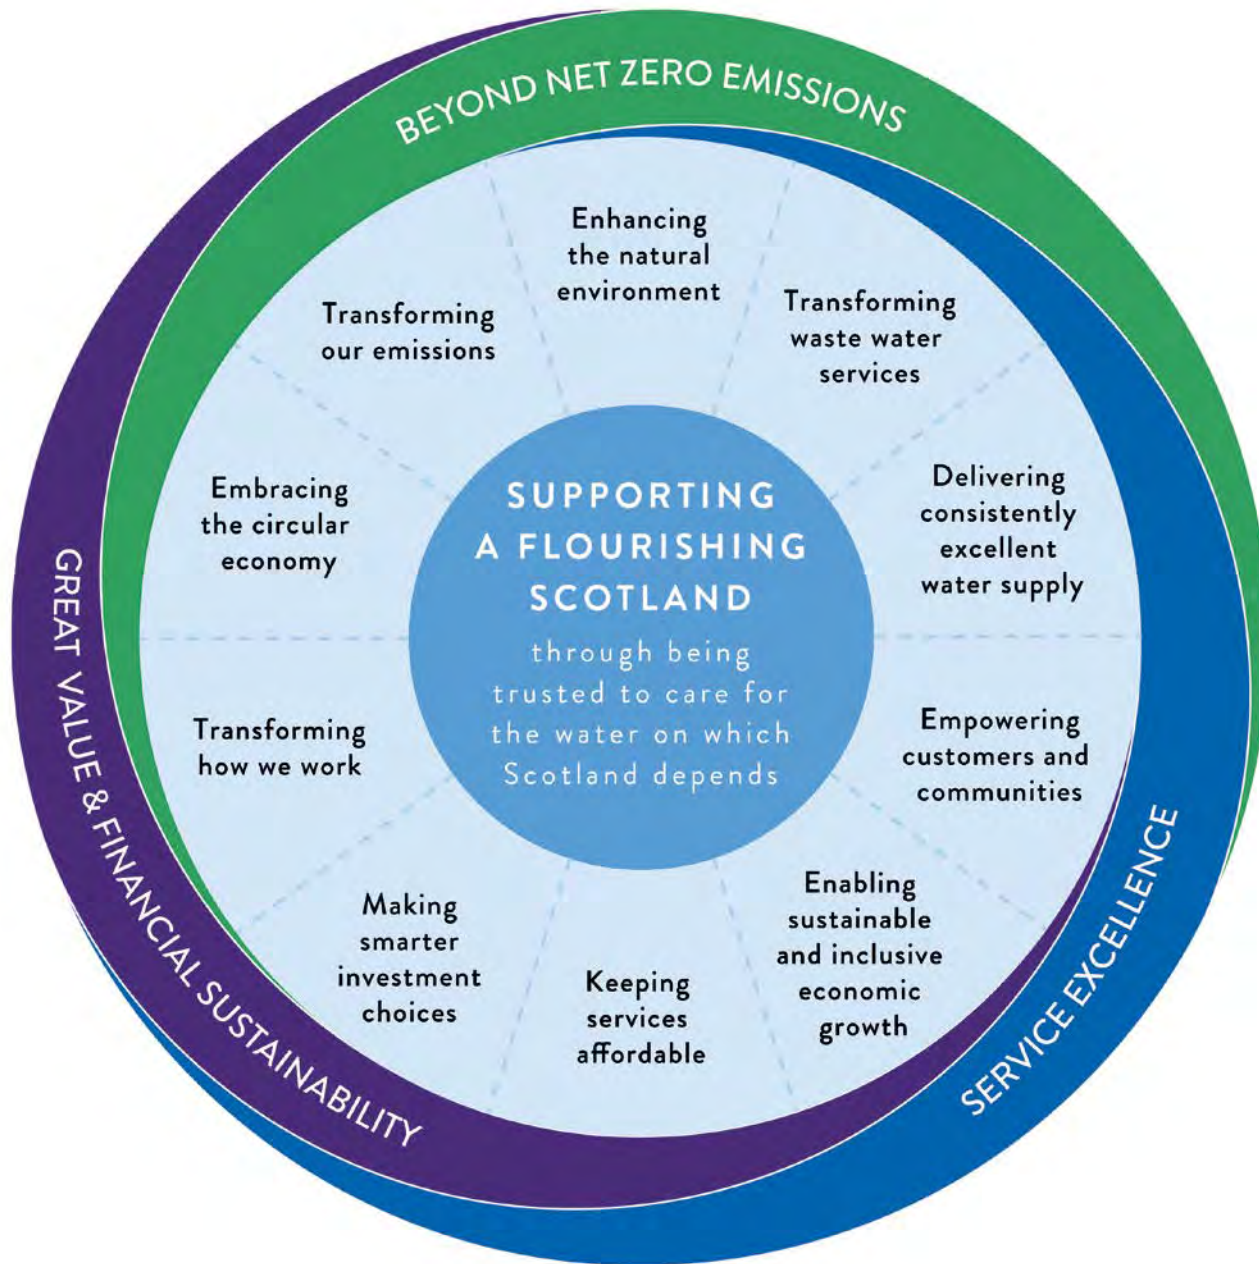 BEYOND NET ZERO EMISSIONS
Enhancing
the natural
environment
Transforming
waste water
services
Delivering
consistently
excellent
water supply
Empowering
customers and
communities
Enabling
sustainable
and inclusive
economic
growth
Keeping
services
affordable
Making
smarter
investment
choices
Transforming
how we work
Embracing
the circular
economy
Transforming
our emissions
SUPPORTING
A FLOURISHING
SCOTLAND
through being
trusted to care for
the water on which
Scotland depends
SERVICE EXCELLENCE
GREAT VALUE & FINANCIAL SUSTAINABILITY